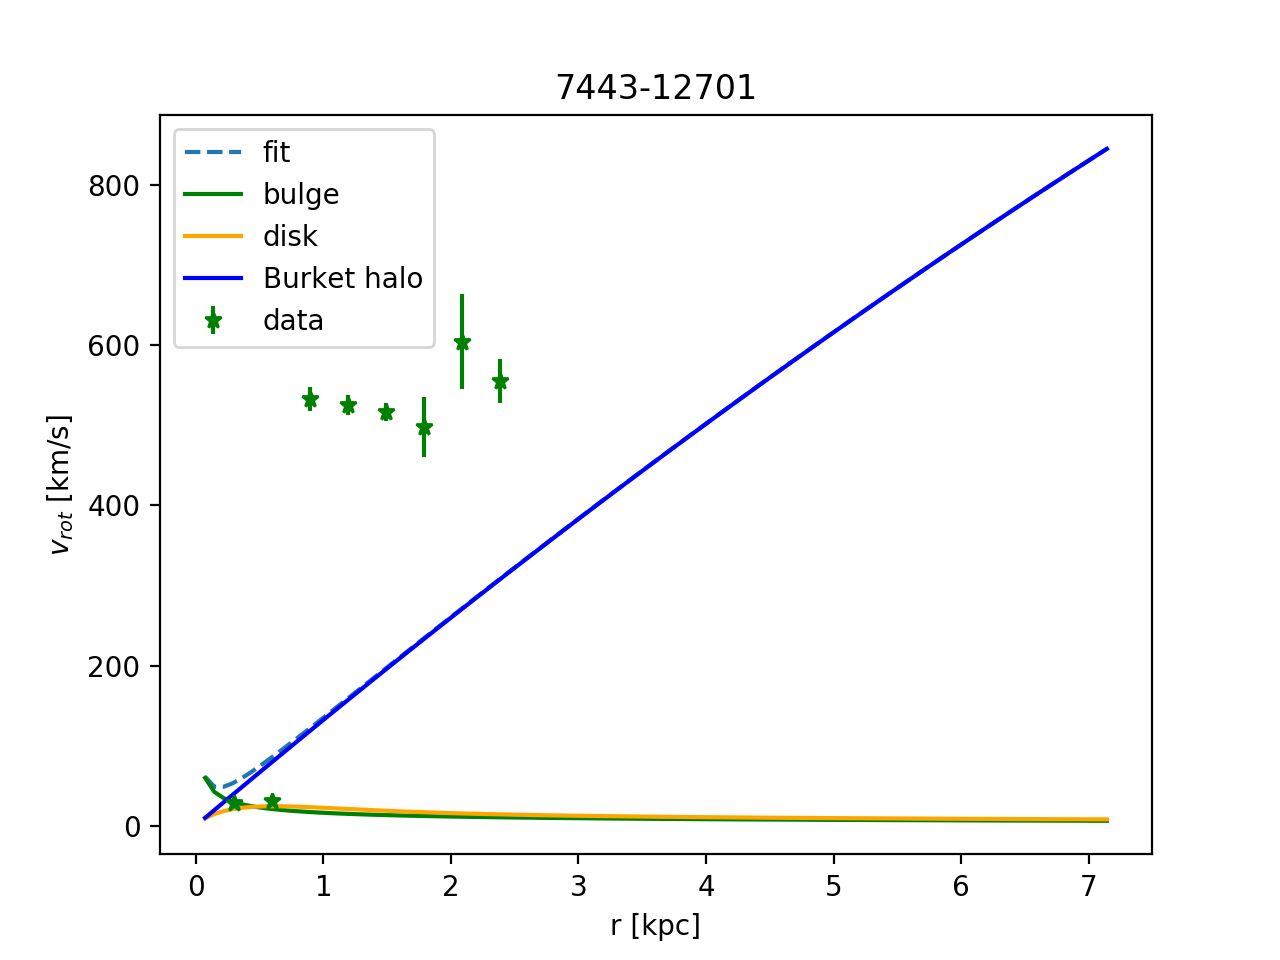 7443-12701
fit
bulge
disk
Burket halo
data
800
600
400
200
0
v_rot [km/s]
0 1 2 3 4 5 6 7
r [kpc]